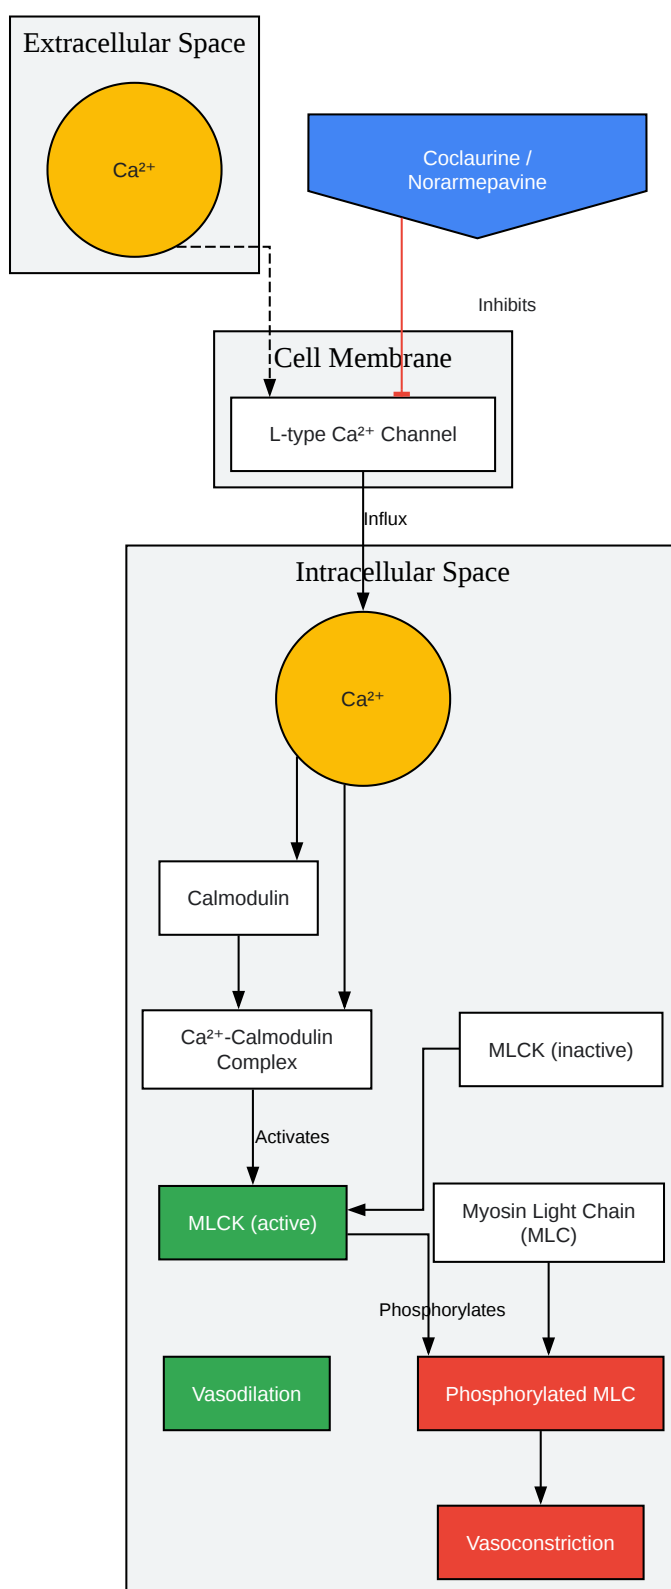 Extracellular Space
Ca²⁺
Coclaurine /
Norarmepavine
Inhibits
Cell Membrane
L-type Ca²⁺ Channel
Influx
Intracellular Space
Ca²⁺
Calmodulin
Ca²⁺-Calmodulin
Complex
MLCK (inactive)
Activates
MLCK (active)
Myosin Light Chain
(MLC)
Phosphorylates
Vasodilation
Phosphorylated MLC
Vasoconstriction